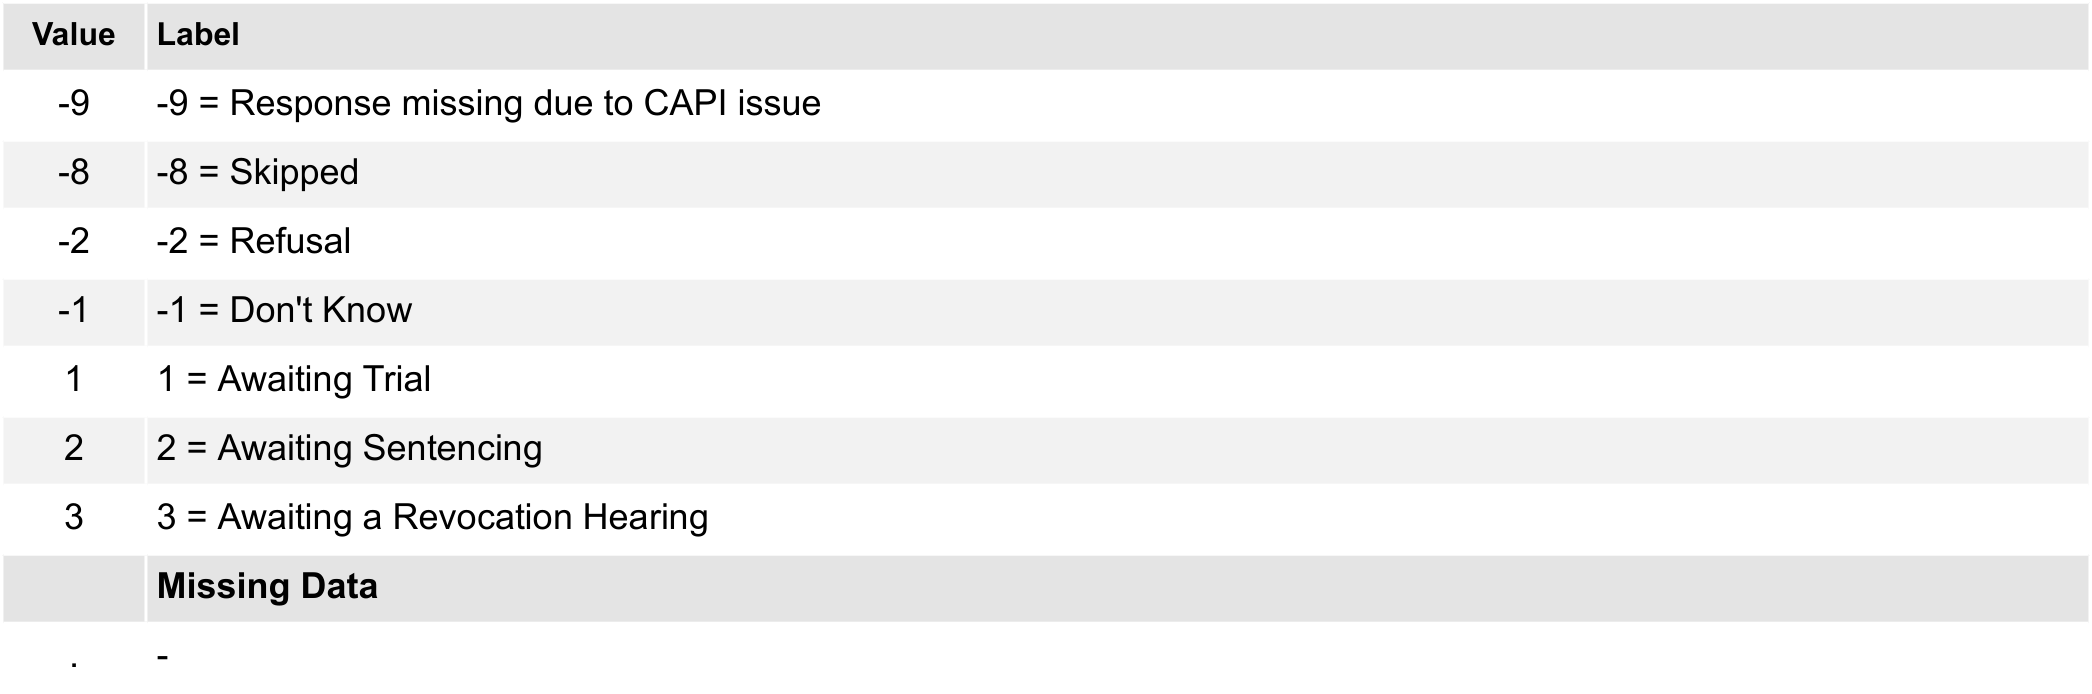 Value Label
-9 -9 = Response missing due to CAPI issue
-8 -8 = Skipped
-2 -2 = Refusal
-1 -1 = Don't Know
1 1 = Awaiting Trial
2 2 = Awaiting Sentencing
3 3 = Awaiting a Revocation Hearing
Missing Data
. -